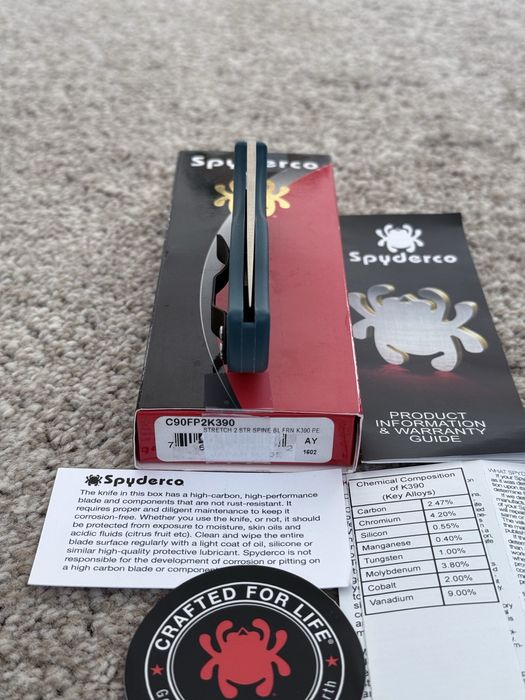 Spyderco
Spyderco
PRODUCT
INFORMATION
& WARRANTY
GUIDE
C90FP2K390
STRETCH 2 STR SPINE BL FRN K390 PE
AY
1602
Spyderco
The knife in this box has a high-carbon, high-performance
blade and components that are not rust-resistant. It
requires proper and diligent maintenance to keep it
corrosion-free. Whether you use the knife, or not, it should
be protected from exposure to moisture, skin oils and
acidic fluids (citrus fruit etc). Clean and wipe the entire
blade surface regularly with a light coat of oil, silicone or
similar high-quality protective lubricant. Spyderco is not
responsible for the development of corrosion or pitting on
a high carbon blade or
Chemical Composition
of K390
(Key Alloys)
Carbon 2.47%
Chromium 4.20%
Silicon 0.55%
Manganese 0.40%
Tungsten 1.00%
Molybdenum 3.80%
Cobalt 2.00%
Vanadium 9.00%
CRAFTED FOR LIFE